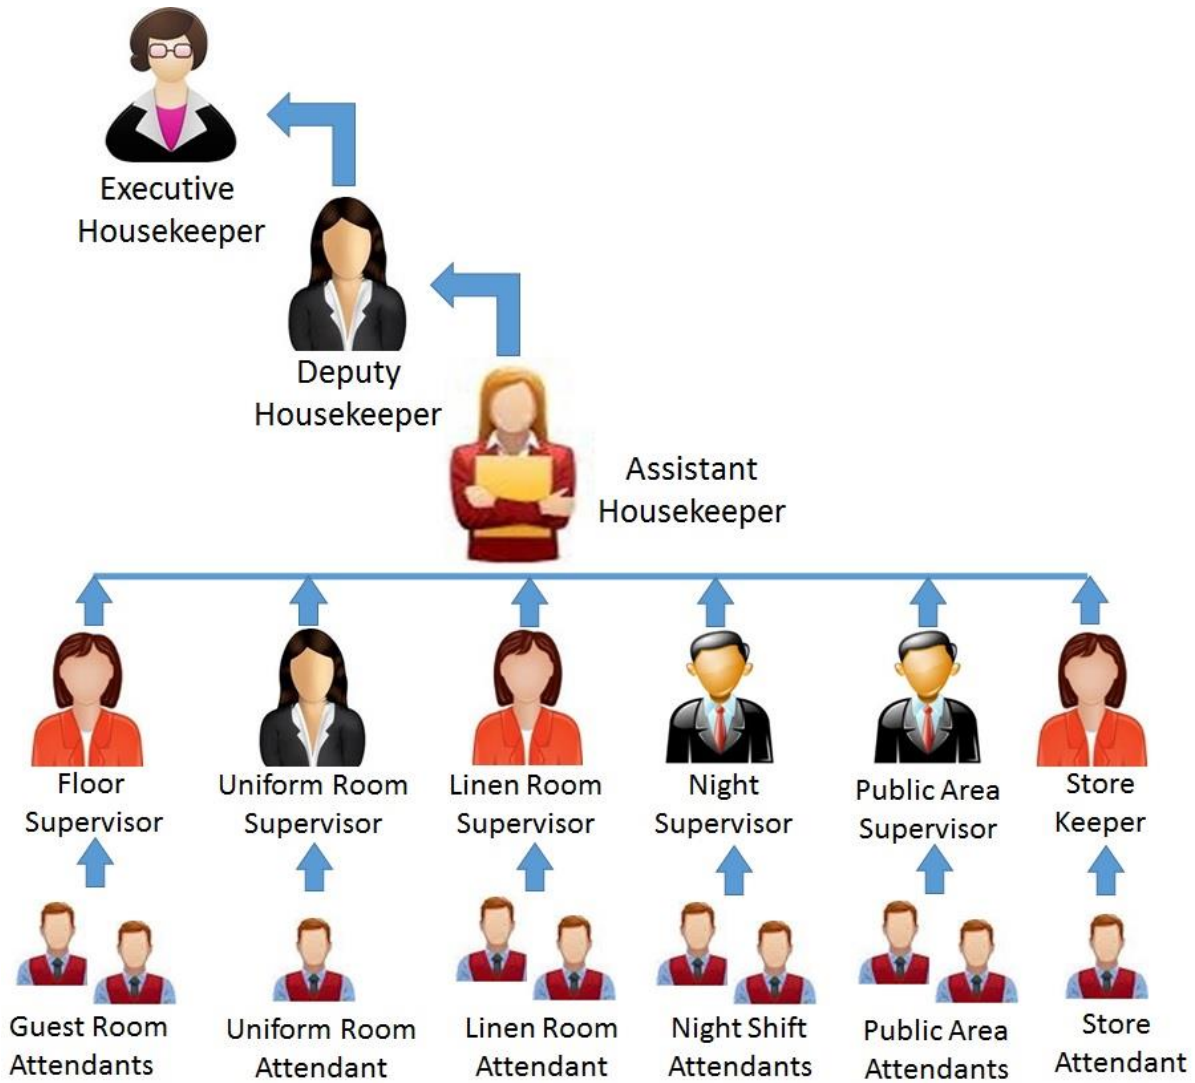 Executive
Housekeeper
Deputy
Housekeeper
Assistant
Housekeeper
Floor
Supervisor
Uniform Room
Supervisor
Linen Room
Supervisor
Night
Supervisor
Public Area
Supervisor
Store
Keeper
Guest Room
Attendants
Uniform Room
Attendant
Linen Room
Attendant
Night Shift
Attendants
Public Area
Attendants
Store
Attendant